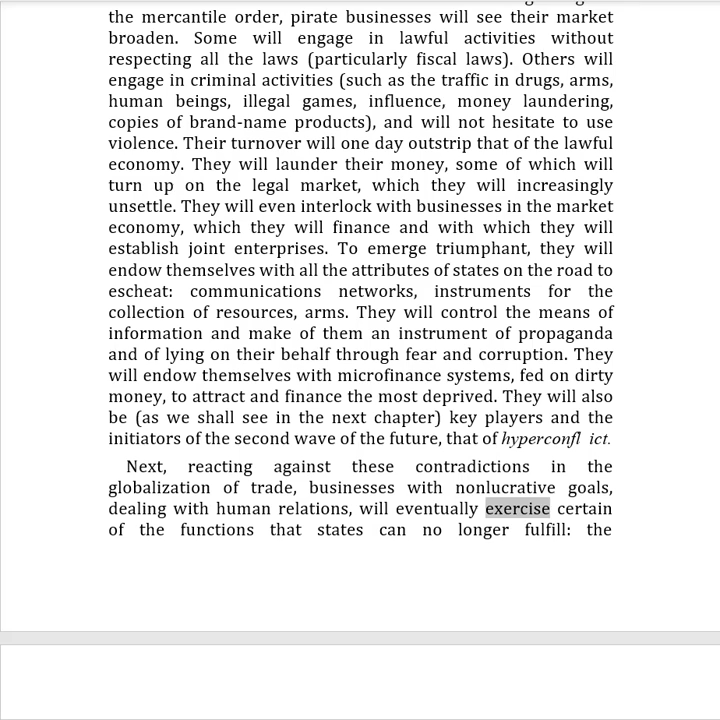 the mercantile order, pirate businesses will see their market
broaden. Some will engage in lawful activities without
respecting all the laws (particularly fiscal laws). Others will
engage in criminal activities (such as the traffic in drugs, arms,
human beings, illegal games, influence, money laundering,
copies of brand-name products), and will not hesitate to use
violence. Their turnover will one day outstrip that of the lawful
economy. They will launder their money, some of which will
turn up on the legal market, which they will increasingly
unsettle. They will even interlock with businesses in the market
economy, which they will finance and with which they will
establish joint enterprises. To emerge triumphant, they will
endow themselves with all the attributes of states on the road to
escheat: communications networks, instruments for the
collection of resources, arms. They will control the means of
information and make of them an instrument of propaganda
and of lying on their behalf through fear and corruption. They
will endow themselves with microfinance systems, fed on dirty
money, to attract and finance the most deprived. They will also
be (as we shall see in the next chapter) key players and the
initiators of the second wave of the future, that of hyperconfl ict.
Next, reacting against these contradictions in the
globalization of trade, businesses with nonlucrative goals,
dealing with human relations, will eventually exercise certain
of the functions that states can no longer fulfill: the